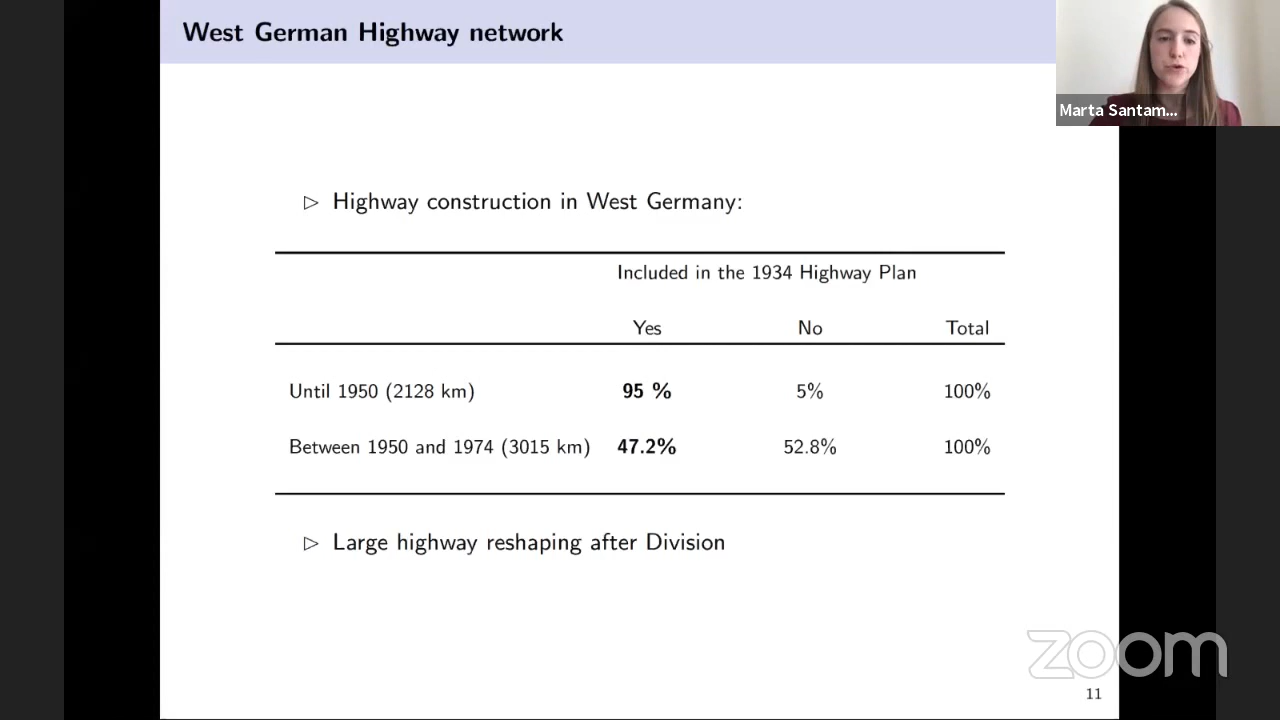 West German Highway network
Marta Santam...
▷ Highway construction in West Germany:
Included in the 1934 Highway Plan
Yes No Total
Until 1950 (2128 km) 95 % 5% 100%
Between 1950 and 1974 (3015 km) 47.2% 52.8% 100%
▷ Large highway reshaping after Division
zoom
11